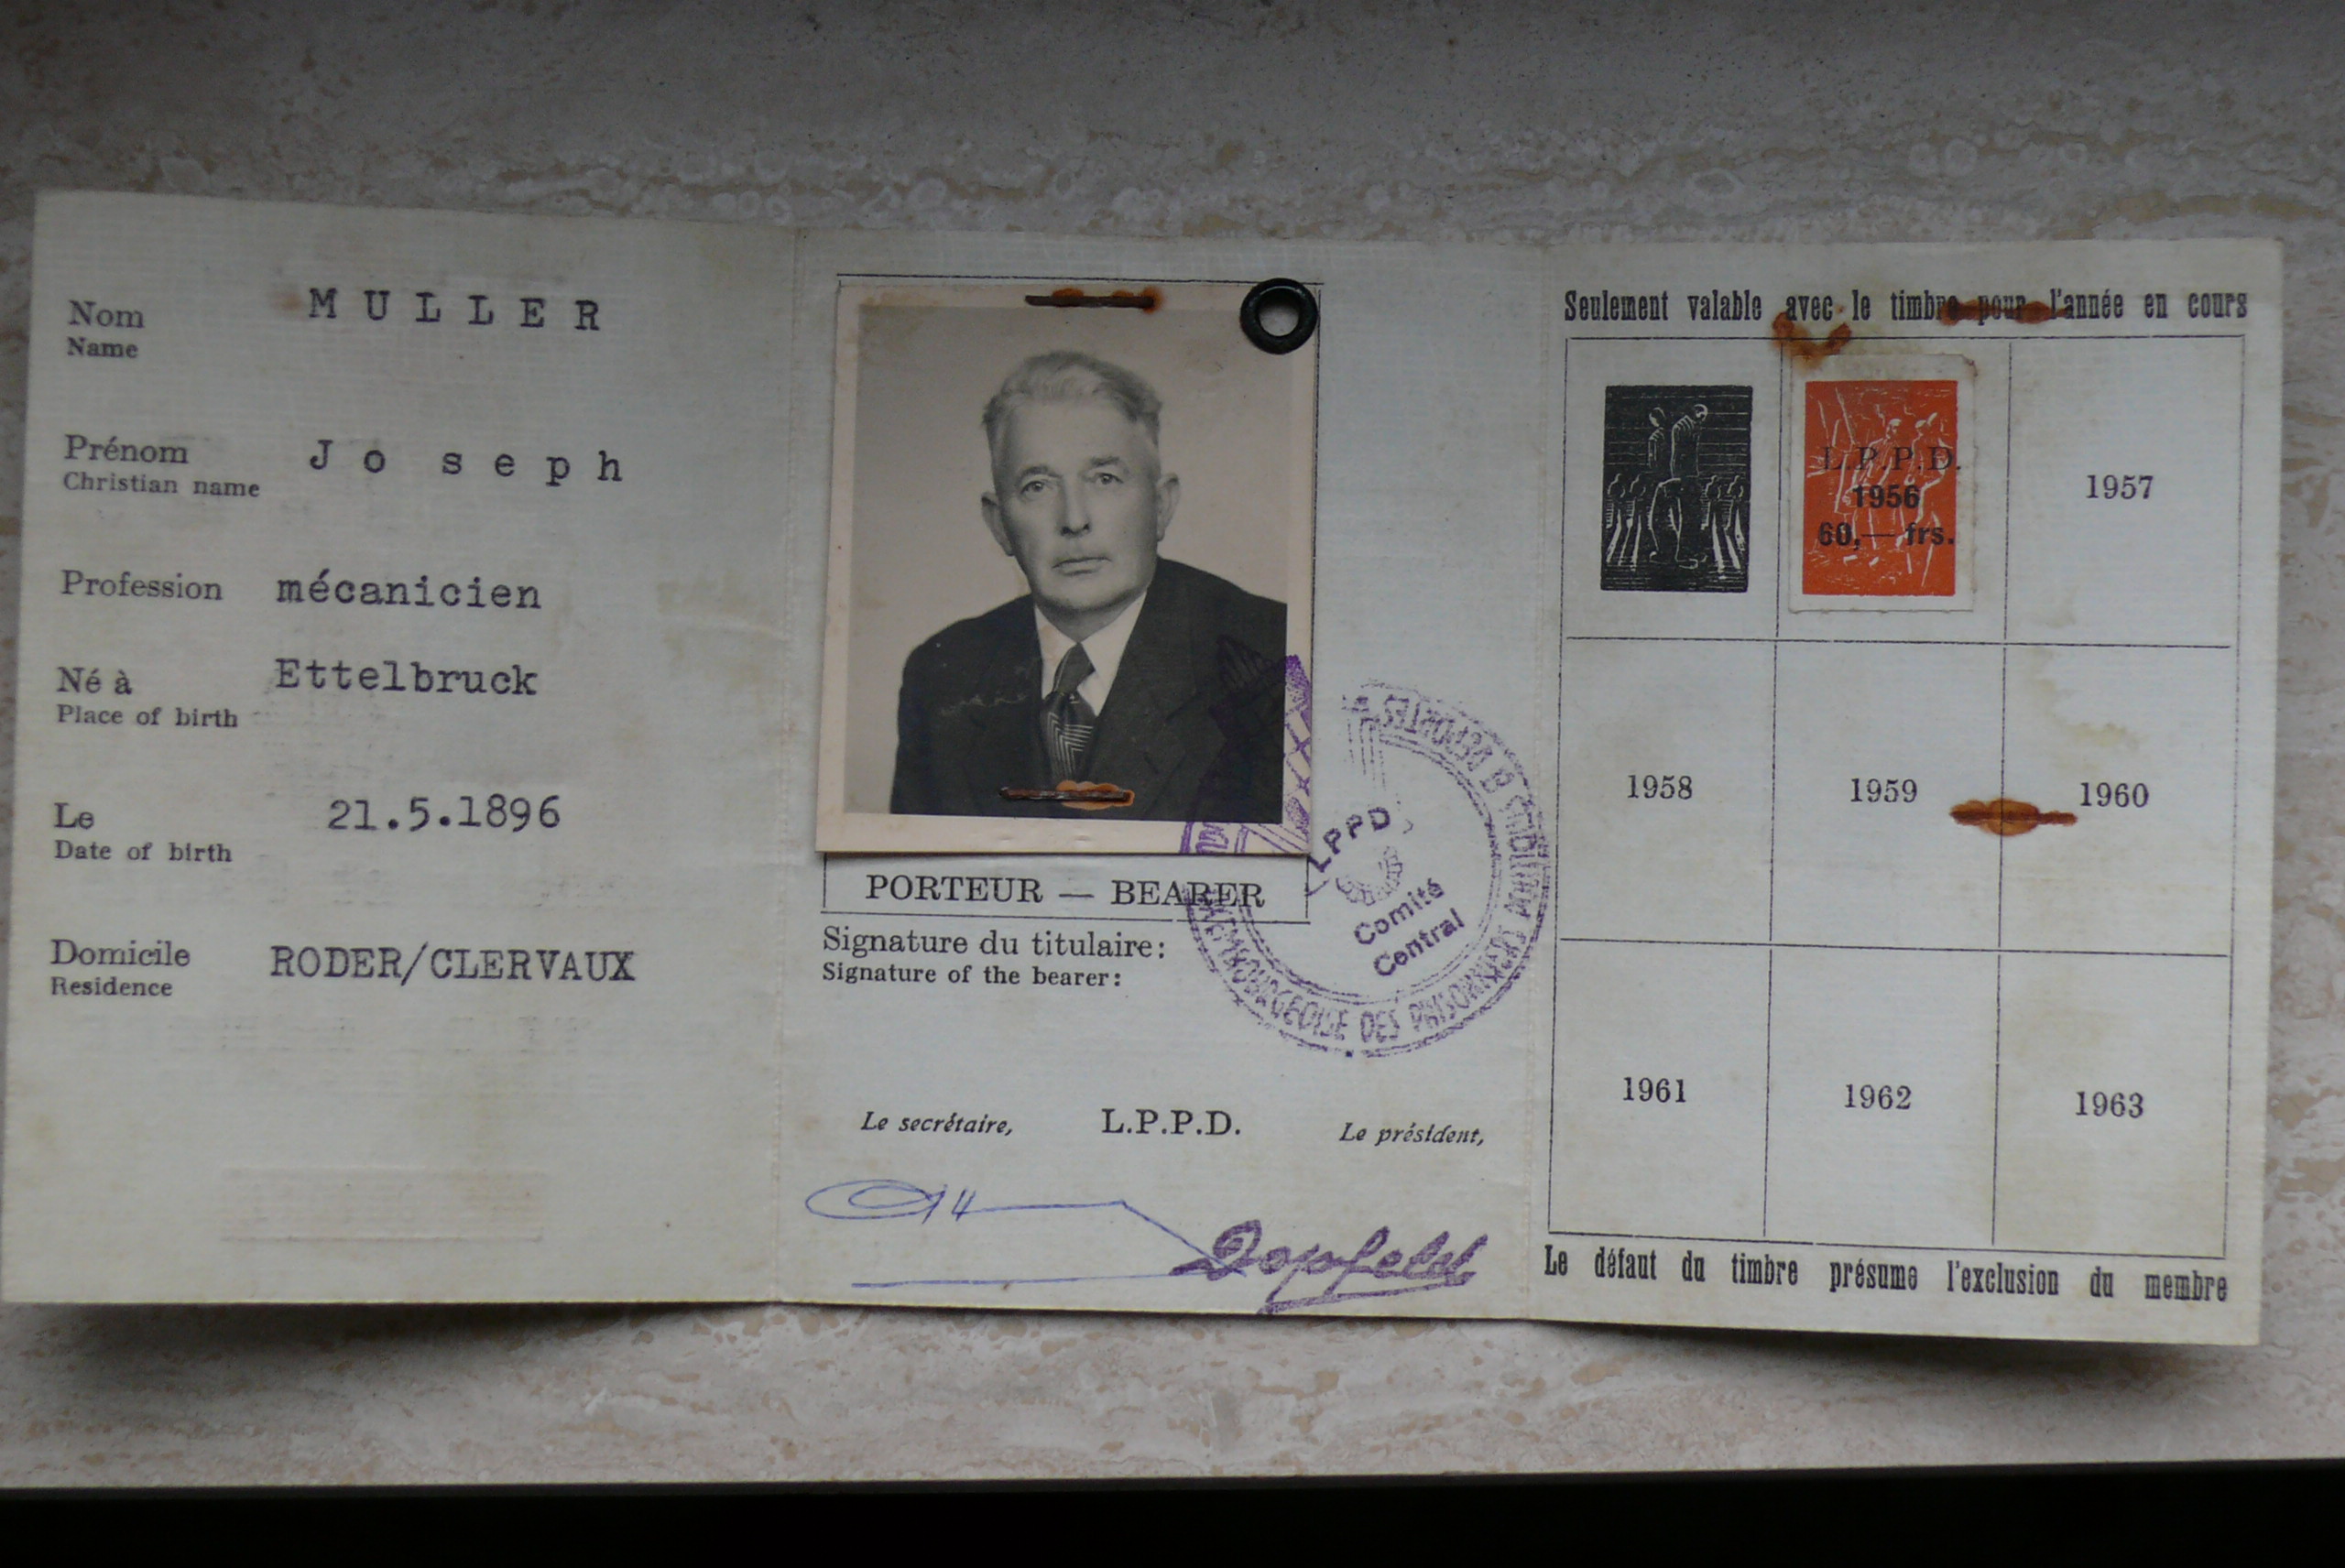 Nom MULLER
Name
Prénom Joseph
Christian name
Profession mécanicien
Né à Ettelbruck
Place of birth
Le 21.5.1896
Date of birth
Domicile RODER/CLERVAUX
Residence
PORTEUR — BEARER
Signature du titulaire:
Signature of the bearer:
LPPD
Comité
Central
DES PRISONNIERS
Le secrétaire, L.P.P.D. Le président,
Seulement valable avec le timbre pour l'année en cours
L.P.P.D.
1956
60,— frs.
1957
1958 1959 1960
1961 1962 1963
Le défaut du timbre présume l'exclusion du membre